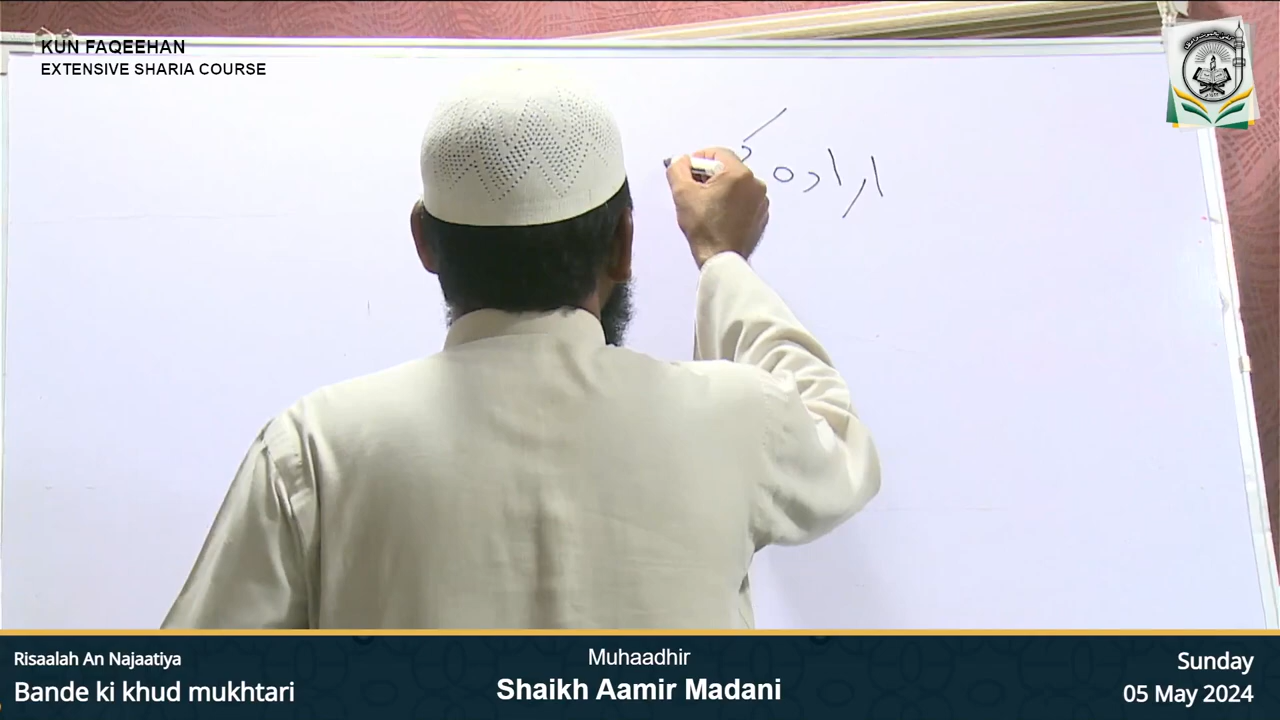 KUN FAQEEHAN
EXTENSIVE SHARIA COURSE
ارادہ
Risaalah An Najaatiya
Bande ki khud mukhtari
Muhaadhir
Shaikh Aamir Madani
Sunday
05 May 2024